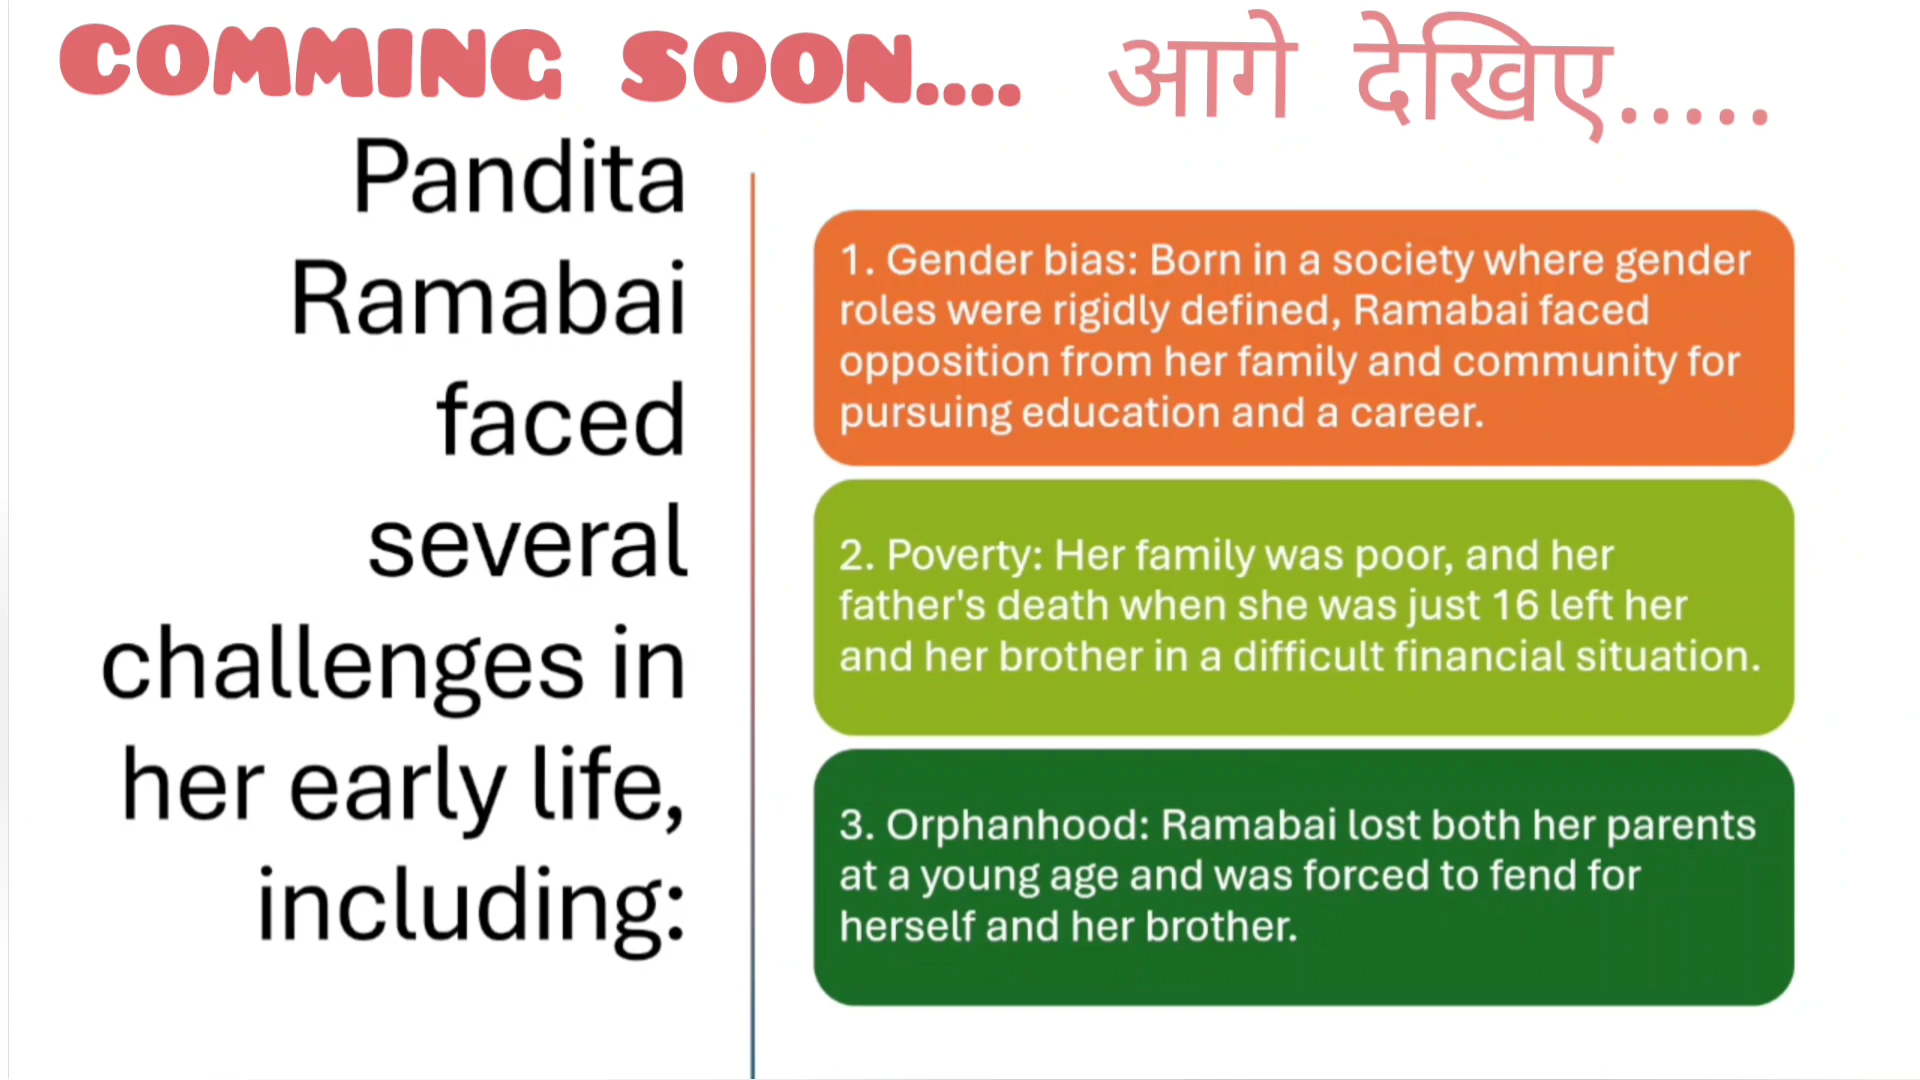 COMMING SOON.... आगे देखिए.....
Pandita
Ramabai
faced
several
challenges in
her early life,
including:
1. Gender bias: Born in a society where gender
roles were rigidly defined, Ramabai faced
opposition from her family and community for
pursuing education and a career.
2. Poverty: Her family was poor, and her
father's death when she was just 16 left her
and her brother in a difficult financial situation.
3. Orphanhood: Ramabai lost both her parents
at a young age and was forced to fend for
herself and her brother.